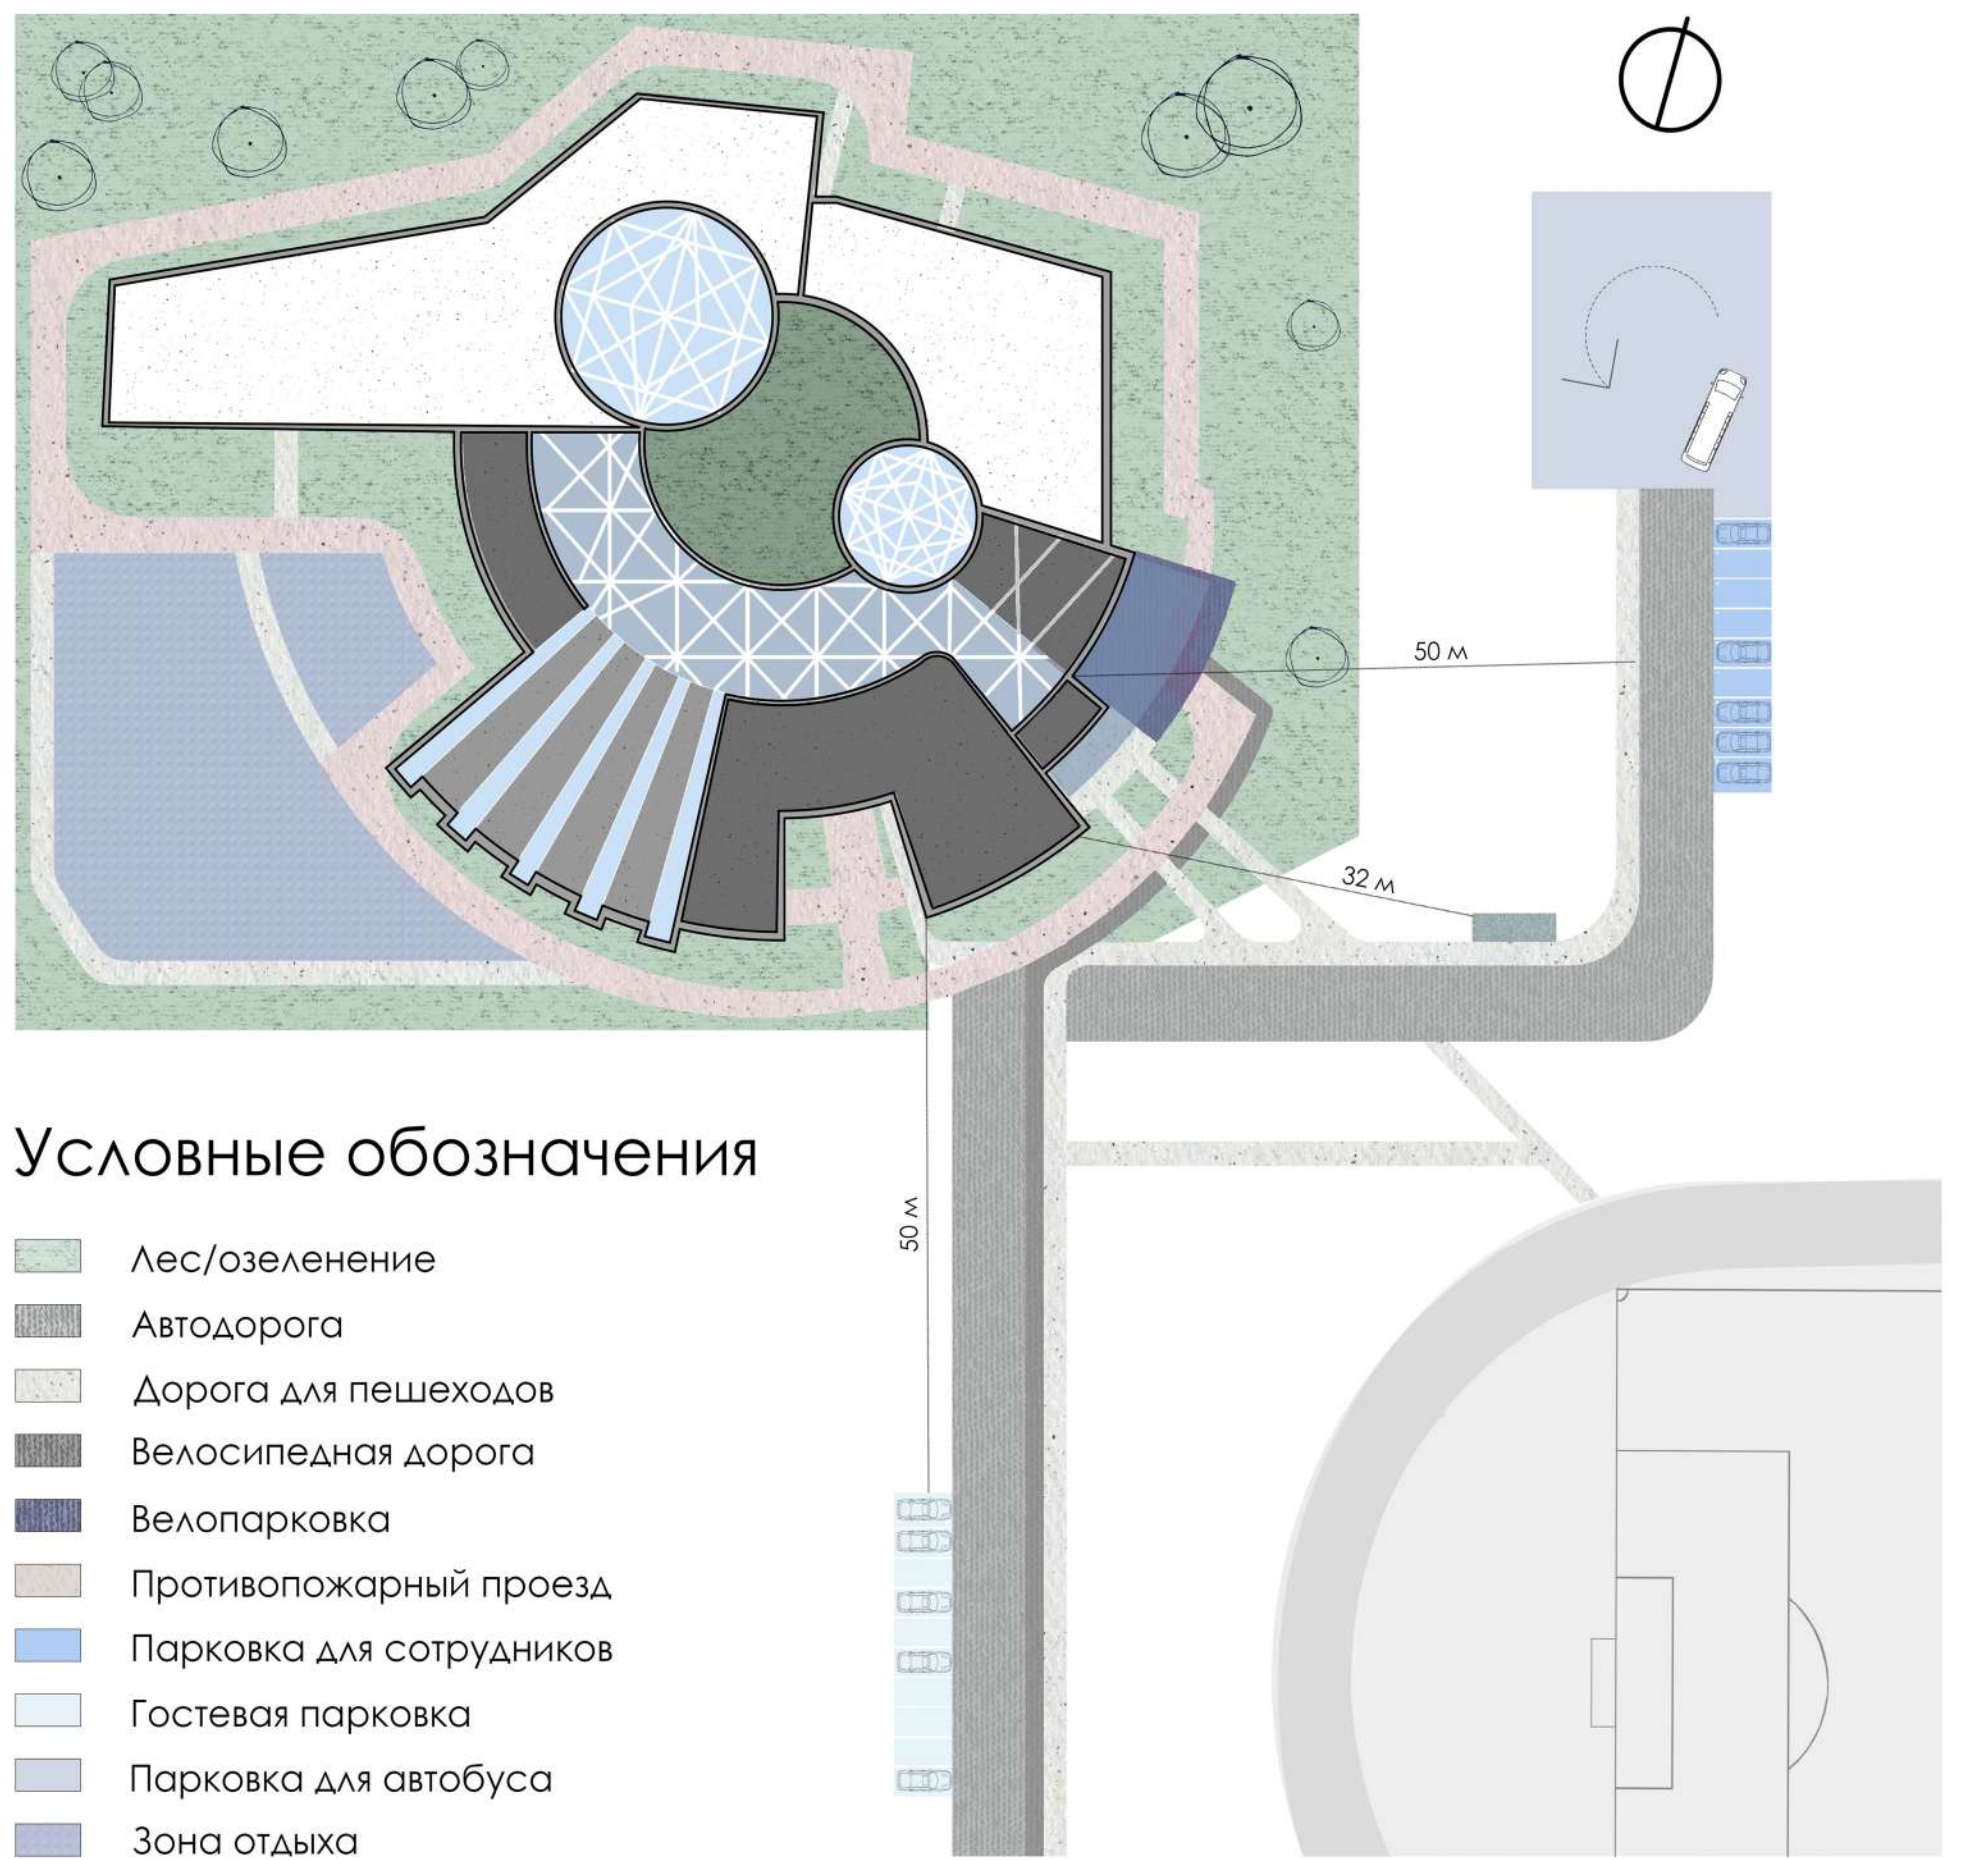 50 м
32 м
50 м
Условные обозначения
Лес/озеленение
Автодорога
Дорога для пешеходов
Велосипедная дорога
Велопарковка
Противопожарный проезд
Парковка для сотрудников
Гостевая парковка
Парковка для автобуса
Зона отдыха